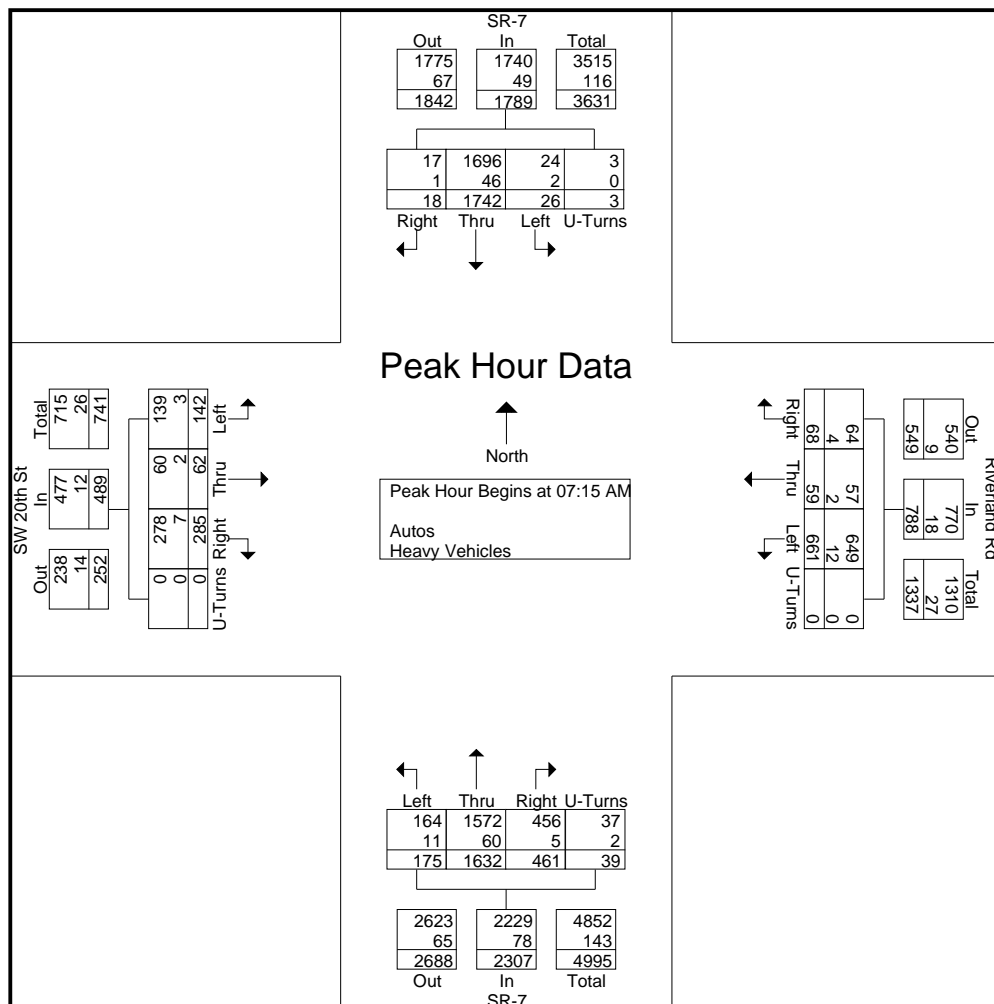 SR-7
Out In Total
1775 1740 3515
67 49 116
1842 1789 3631
17 1696 24 3
1 46 2 0
18 1742 26 3
Right Thru Left U-Turns
Peak Hour Data
North
Peak Hour Begins at 07:15 AM
Autos
Heavy Vehicles
SW 20th St
Total In Out
715 477 238
26 12 14
741 489 252
139 60 278 0
3 2 7 0
142 62 285 0
Left Thru Right U-Turns
Right Thru Left U-Turns
68 59 661 0
4 2 12 0
64 57 649 0
549 788 1337
9 18 27
540 770 1310
Out In Total
Riverland Rd
Left Thru Right U-Turns
164 1572 456 37
11 60 5 2
175 1632 461 39
2623 2229 4852
65 78 143
2688 2307 4995
Out In Total
SR-7